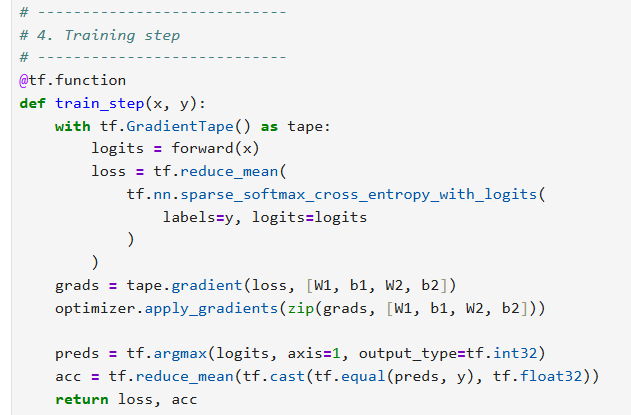 # ----------------------------
# 4. Training step
# ----------------------------
@tf.function
def train_step(x, y):
    with tf.GradientTape() as tape:
        logits = forward(x)
        loss = tf.reduce_mean(
            tf.nn.sparse_softmax_cross_entropy_with_logits(
                labels=y, logits=logits
            )
        )
    grads = tape.gradient(loss, [W1, b1, W2, b2])
    optimizer.apply_gradients(zip(grads, [W1, b1, W2, b2]))

    preds = tf.argmax(logits, axis=1, output_type=tf.int32)
    acc = tf.reduce_mean(tf.cast(tf.equal(preds, y), tf.float32))
    return loss, acc